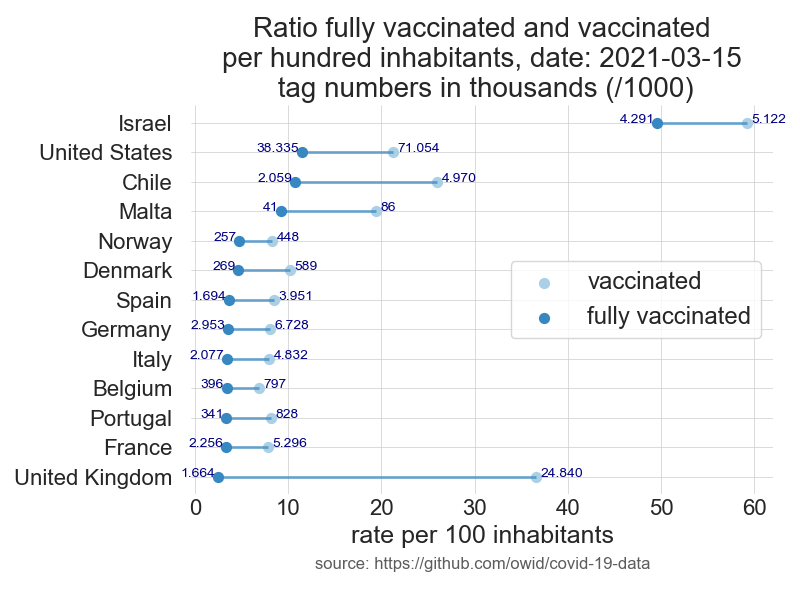 Ratio fully vaccinated and vaccinated
per hundred inhabitants, date: 2021-03-15
tag numbers in thousands (/1000)
Israel 4.291 5.122
United States 38.335 71.054
Chile 2.059 4.970
Malta 41 86
Norway 257 448
Denmark 269 589
Spain 1.694 3.951
Germany 2.953 6.728
Italy 2.077 4.832
Belgium 396 797
Portugal 341 828
France 2.256 5.296
United Kingdom 1.664 24.840
vaccinated
fully vaccinated
0 10 20 30 40 50 60
rate per 100 inhabitants
source: https://github.com/owid/covid-19-data